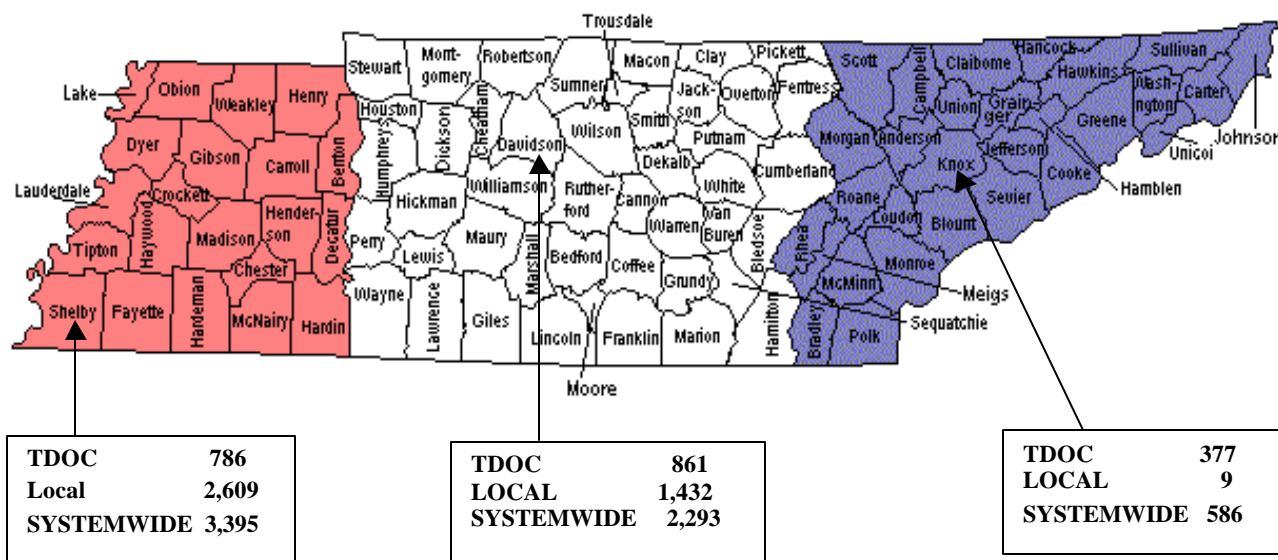 Trousdale
Stewart
Mont-
gomery
Robertson
Sumner
Macon
Clay
Pickett
Scott
Campbell
Claiborne
Hancock
Hawkins
Sullivan
Lake
Obion
Weakley
Henry
Houston
Cheatham
Smith
Jack-
son
Overton
Fentress
Union
Grain-
ger
Wash-
ington
Carter
Johnson
Dyer
Gibson
Carroll
Benton
Humphreys
Dickson
Davidson
Wilson
Putnam
Morgan
Anderson
Jefferson
Greene
Unicoi
Lauderdale
Crockett
Haywood
Hender-
son
Decatur
Hickman
Williamson
Ruther-
ford
Dekalb
Cannon
White
Cumberland
Roane
Knox
Sevier
Cooke
Hamblen
Tipton
Madison
Chester
Perry
Lewis
Maury
Marshall
Bedford
Coffee
Warren
Van
Buren
Bledsoe
Rhea
Loudon
Blount
Monroe
Shelby
Fayette
Hardeman
McNairy
Hardin
Wayne
Lawrence
Giles
Lincoln
Franklin
Grundy
Marion
Hamilton
McMinn
Bradley
Polk
Meigs
Sequatchie
Moore
TDOC 786
Local 2,609
SYSTEMWIDE 3,395
TDOC 861
LOCAL 1,432
SYSTEMWIDE 2,293
TDOC 377
LOCAL 9
SYSTEMWIDE 586